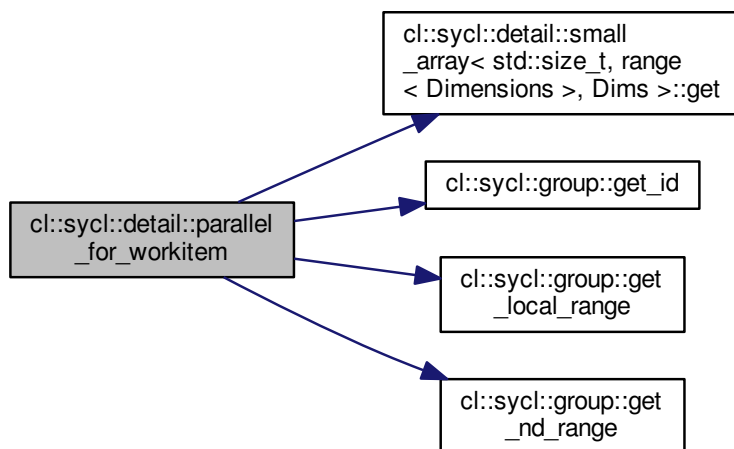 cl::sycl::detail::small
_array< std::size_t, range
< Dimensions >, Dims >::get
cl::sycl::group::get_id
cl::sycl::detail::parallel
_for_workitem
cl::sycl::group::get
_local_range
cl::sycl::group::get
_nd_range